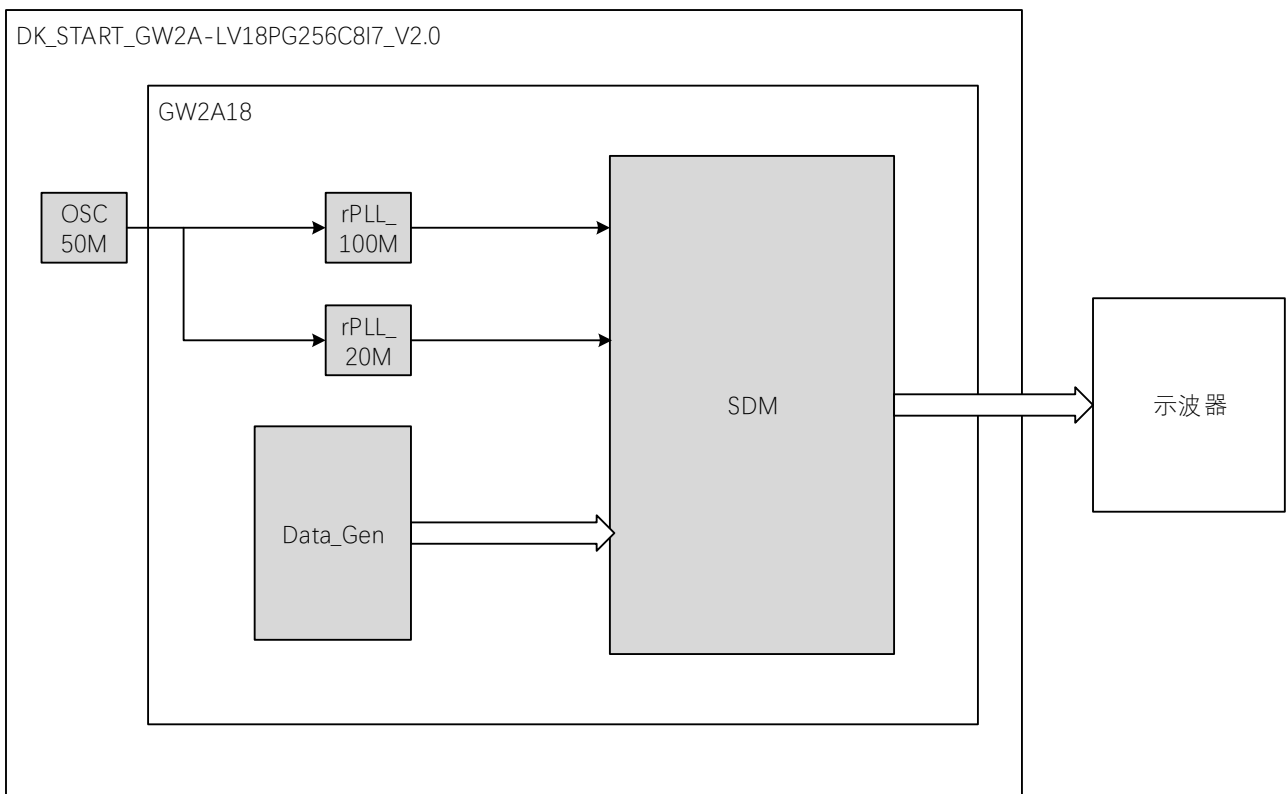 DK_START_GW2A-LV18PG256C8I7_V2.0
GW2A18
OSC
50M
rPLL_
100M
rPLL_
20M
SDM
示波器
Data_Gen